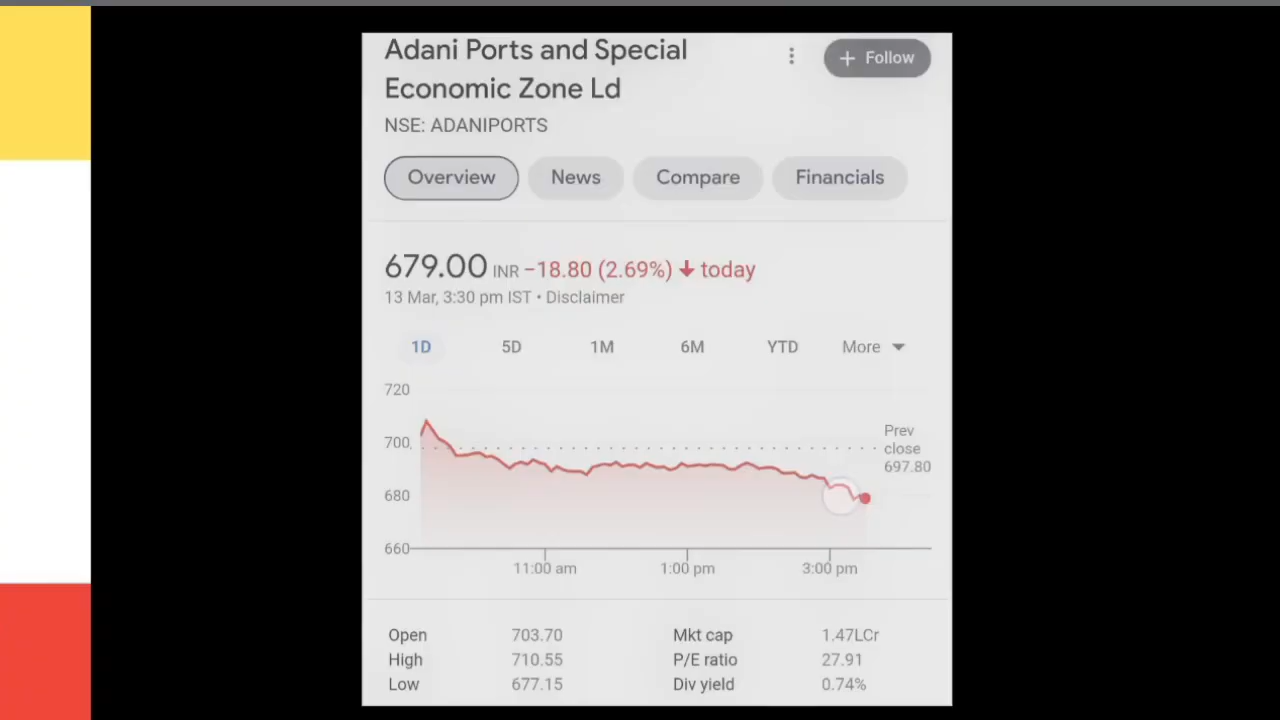 Adani Ports and Special
Economic Zone Ld
+ Follow
NSE: ADANIPORTS
Overview News Compare Financials
679.00 INR −18.80 (2.69%) ↓ today
13 Mar, 3:30 pm IST • Disclaimer
1D 5D 1M 6M YTD More
720
700
680
660
Prev
close
697.80
11:00 am 1:00 pm 3:00 pm
Open 703.70 Mkt cap 1.47LCr
High 710.55 P/E ratio 27.91
Low 677.15 Div yield 0.74%